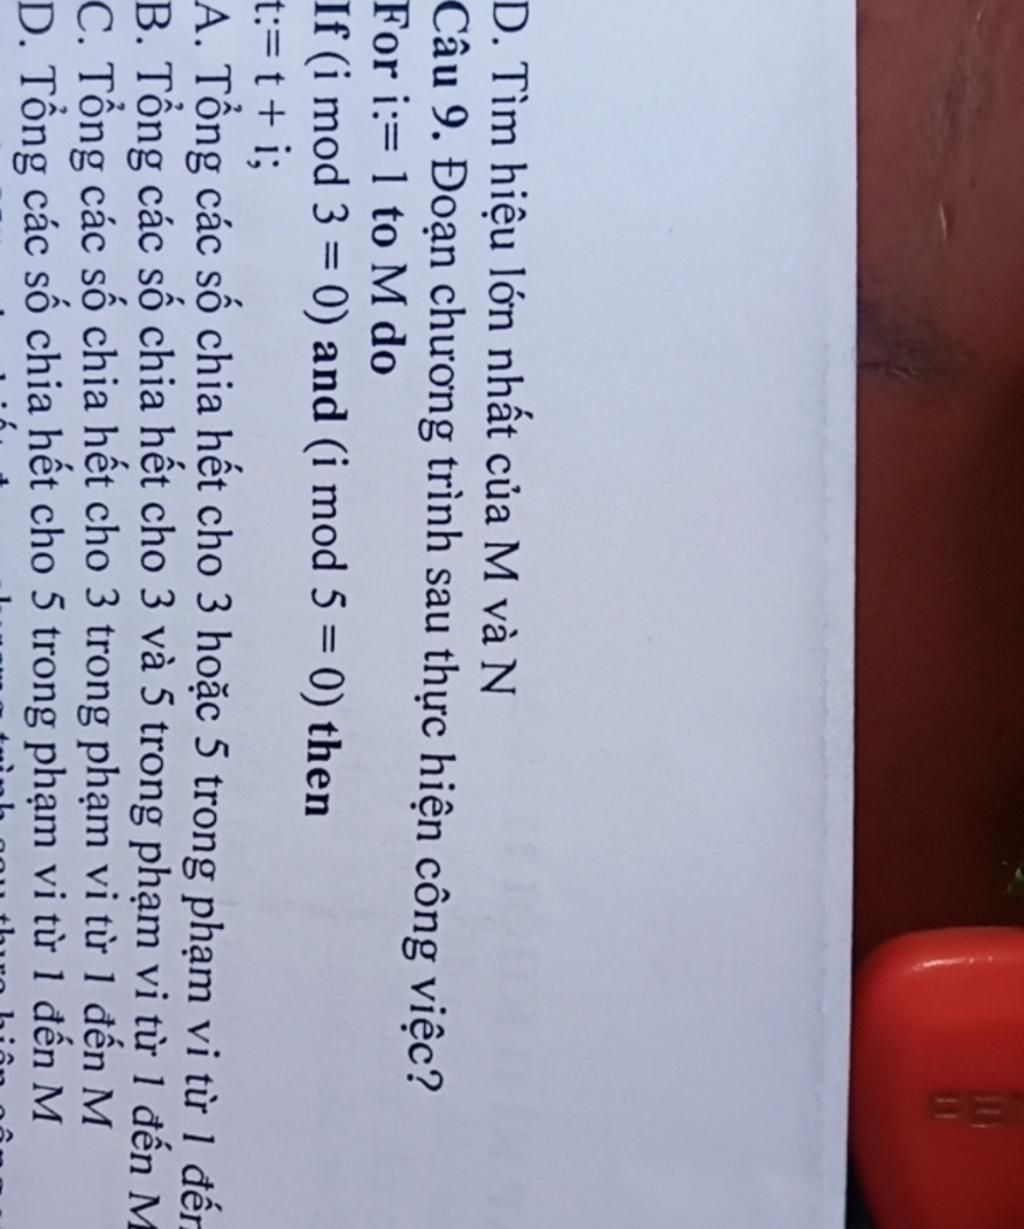 D. Tìm hiệu lớn nhất của M và N
Câu 9. Đoạn chương trình sau thực hiện công việc?
For i:= 1 to M do
If (i mod 3 = 0) and (i mod 5 = 0) then
t:= t + i;
A. Tổng các số chia hết cho 3 hoặc 5 trong phạm vi từ 1 đến
B. Tổng các số chia hết cho 3 và 5 trong phạm vi từ 1 đến M
C. Tổng các số chia hết cho 3 trong phạm vi từ 1 đến M
D. Tổng các số chia hết cho 5 trong phạm vi từ 1 đến M